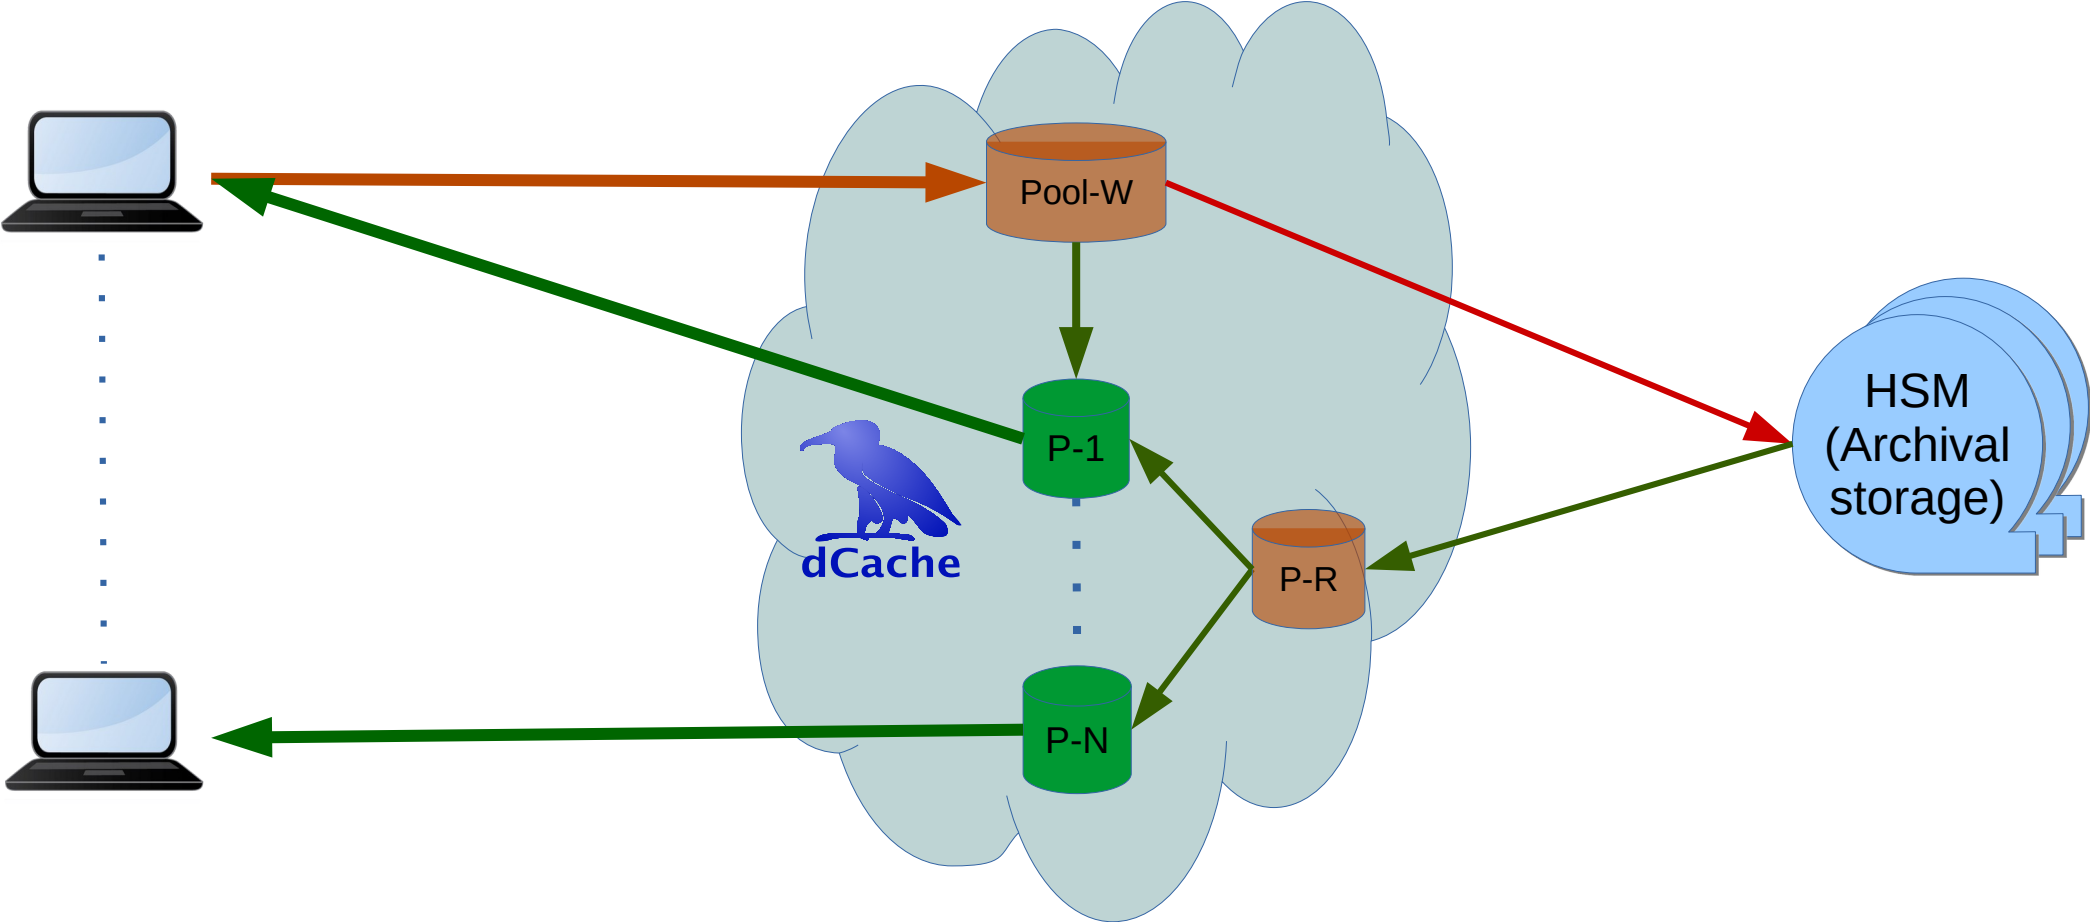 Pool-W
HSM
(Archival
storage)
P-1
dCache
P-R
P-N